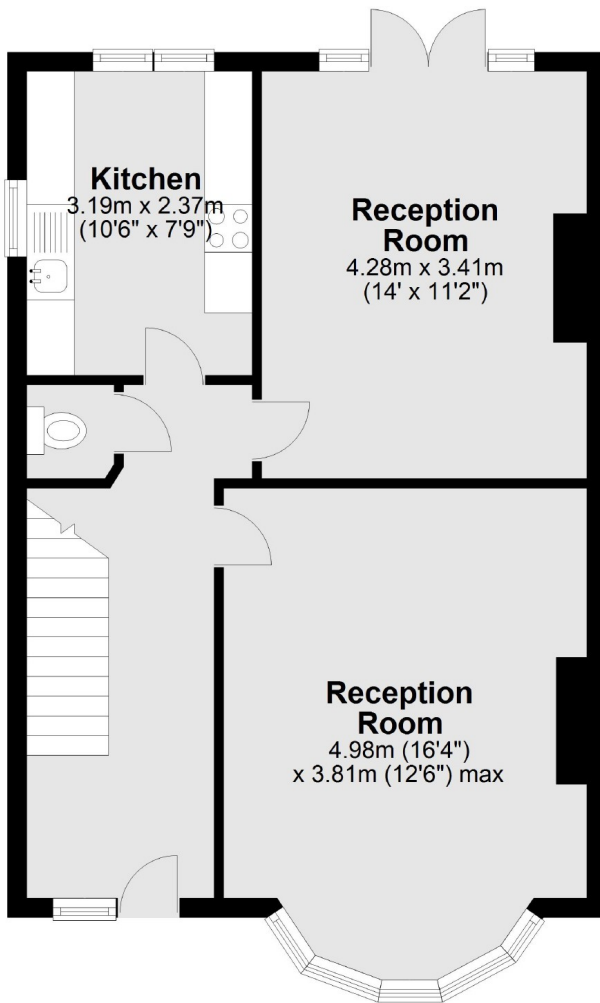 Kitchen
3.19m x 2.37m
(10'6" x 7'9")
Reception
Room
4.28m x 3.41m
(14' x 11'2")
Reception
Room
4.98m (16'4")
x 3.81m (12'6") max